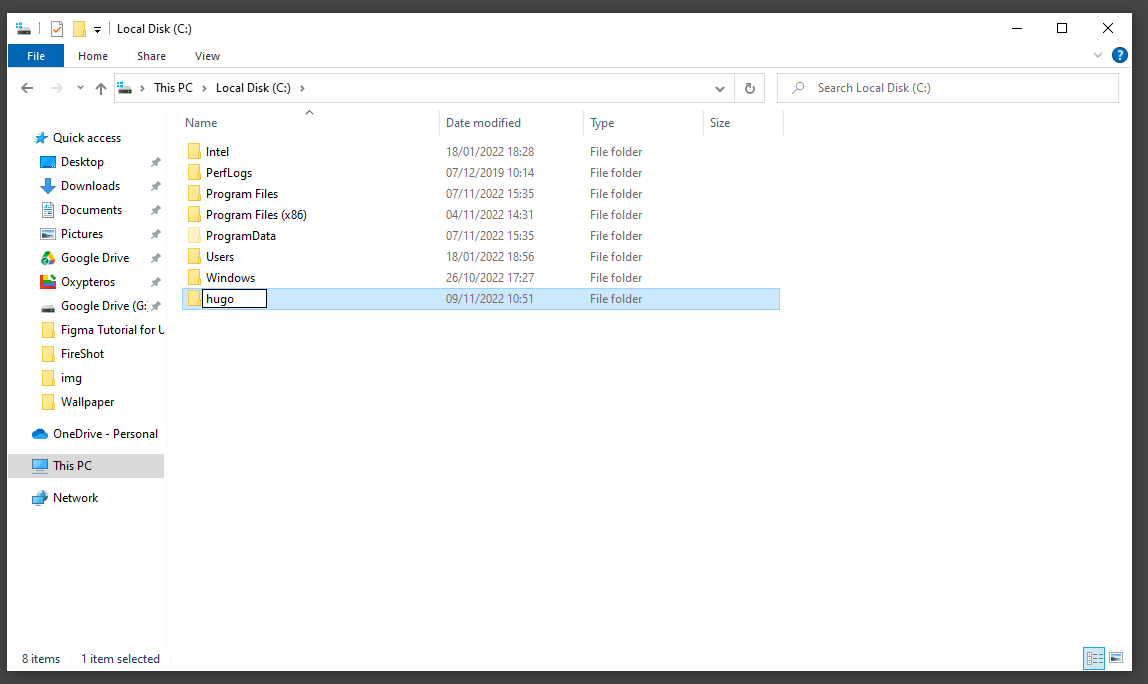 Local Disk (C:)
File Home Share View
This PC Local Disk (C:)
Search Local Disk (C:)
Name Date modified Type Size
Quick access
Desktop
Downloads
Documents
Pictures
Google Drive
Oxypteros
Google Drive (G:
Figma Tutorial for U
FireShot
img
Wallpaper
OneDrive - Personal
This PC
Network
Intel 18/01/2022 18:28 File folder
PerfLogs 07/12/2019 10:14 File folder
Program Files 07/11/2022 15:35 File folder
Program Files (x86) 04/11/2022 14:31 File folder
ProgramData 07/11/2022 15:35 File folder
Users 18/01/2022 18:56 File folder
Windows 26/10/2022 17:27 File folder
hugo 09/11/2022 10:51 File folder
8 items 1 item selected